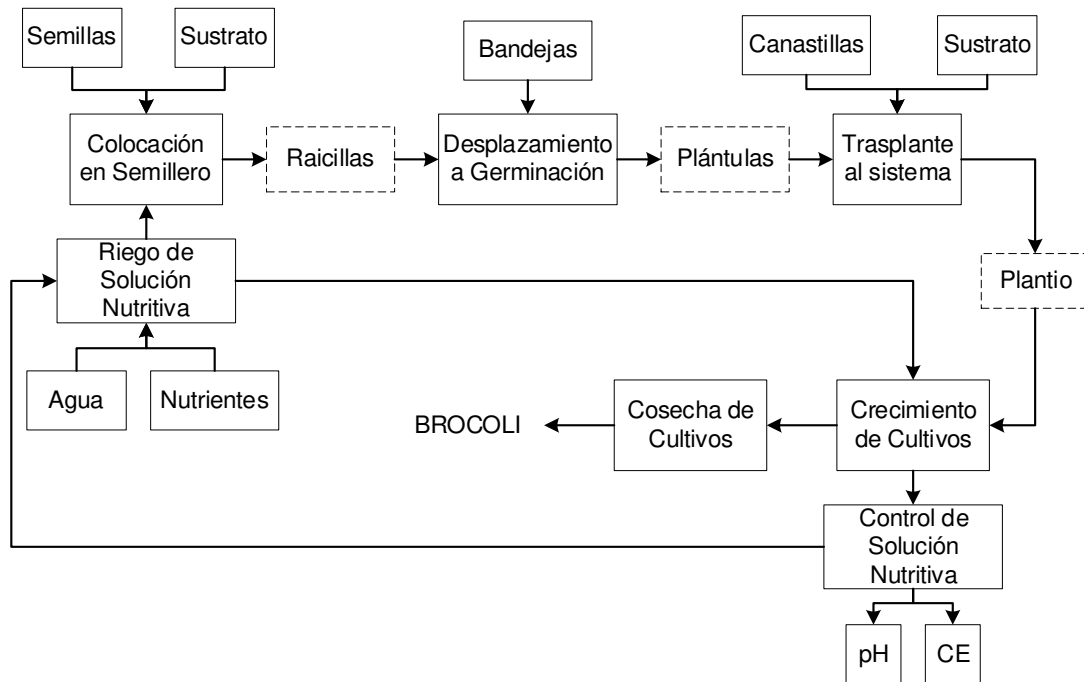 Semillas
Sustrato
Bandejas
Canastillas
Sustrato
Colocación
en Semillero
Raicillas
Desplazamiento
a Germinación
Plántulas
Trasplante
al sistema
Riego de
Solución
Nutritiva
Plantio
Agua
Nutrientes
BROCOLI
Cosecha de
Cultivos
Crecimiento
de Cultivos
Control de
Solución
Nutritiva
pH
CE